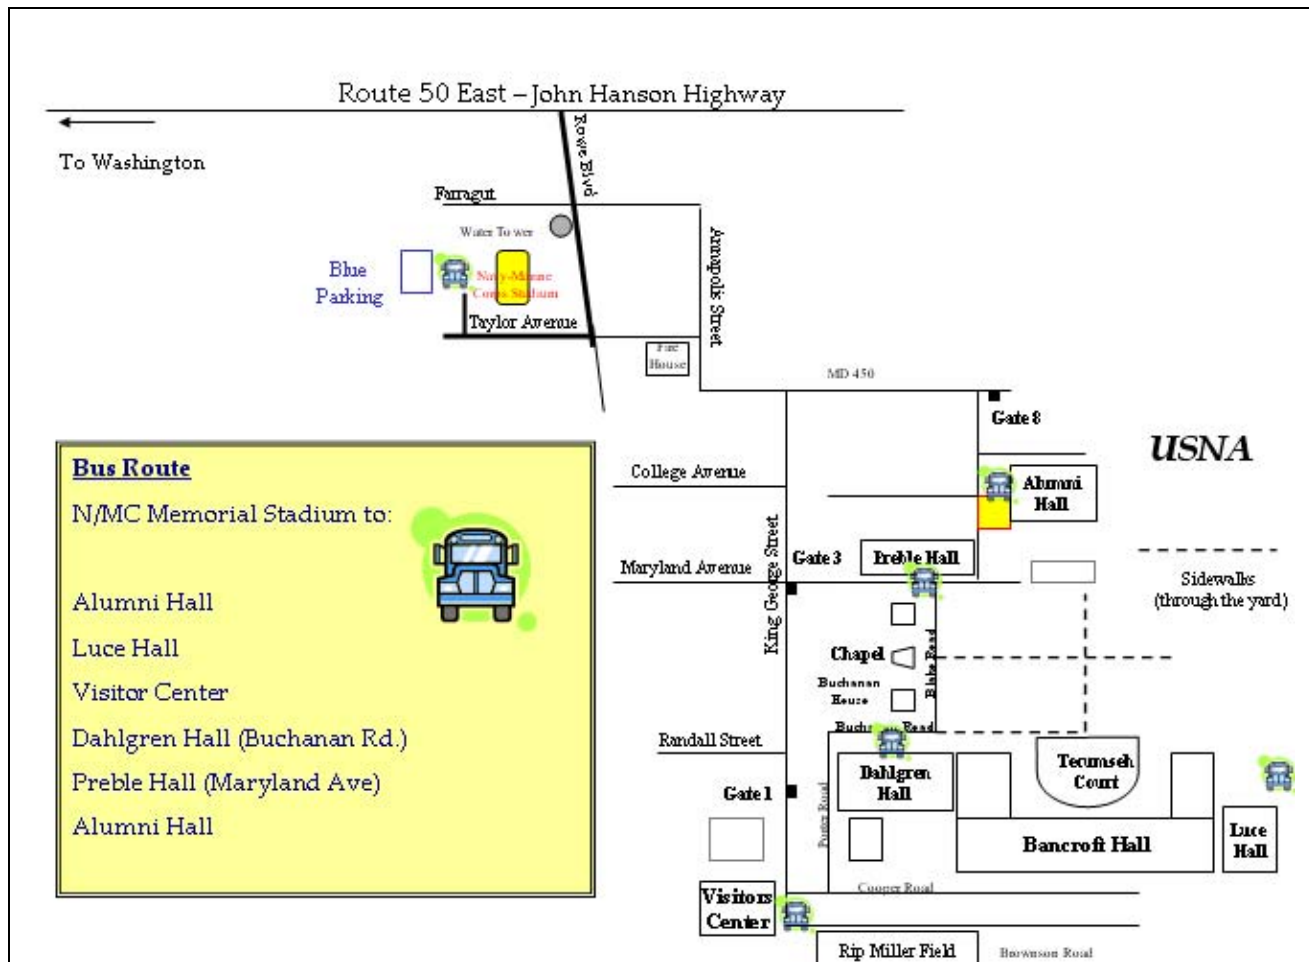 Route 50 East – John Hanson Highway
To Washington
Rowe Blvd
Farragut
Water Tower
Annapolis Street
Blue
Parking
Navy-Marine
Corps Stadium
Taylor Avenue
Fire
House
MD 450
Gate 8
USNA
Bus Route
N/MC Memorial Stadium to:
Alumni Hall
Luce Hall
Visitor Center
Dahlgren Hall (Buchanan Rd.)
Preble Hall (Maryland Ave)
Alumni Hall
College Avenue
Alumni
Hall
King George Street
Gate 3
Preble Hall
Maryland Avenue
Sidewalks
(through the yard)
Chapel
Blake Road
Buchanan
House
Buchanan Road
Randall Street
Dahlgren
Hall
Tecumseh
Court
Gate 1
Porter Road
Bancroft Hall
Luce
Hall
Cooper Road
Visitors
Center
Rip Miller Field
Brownson Road